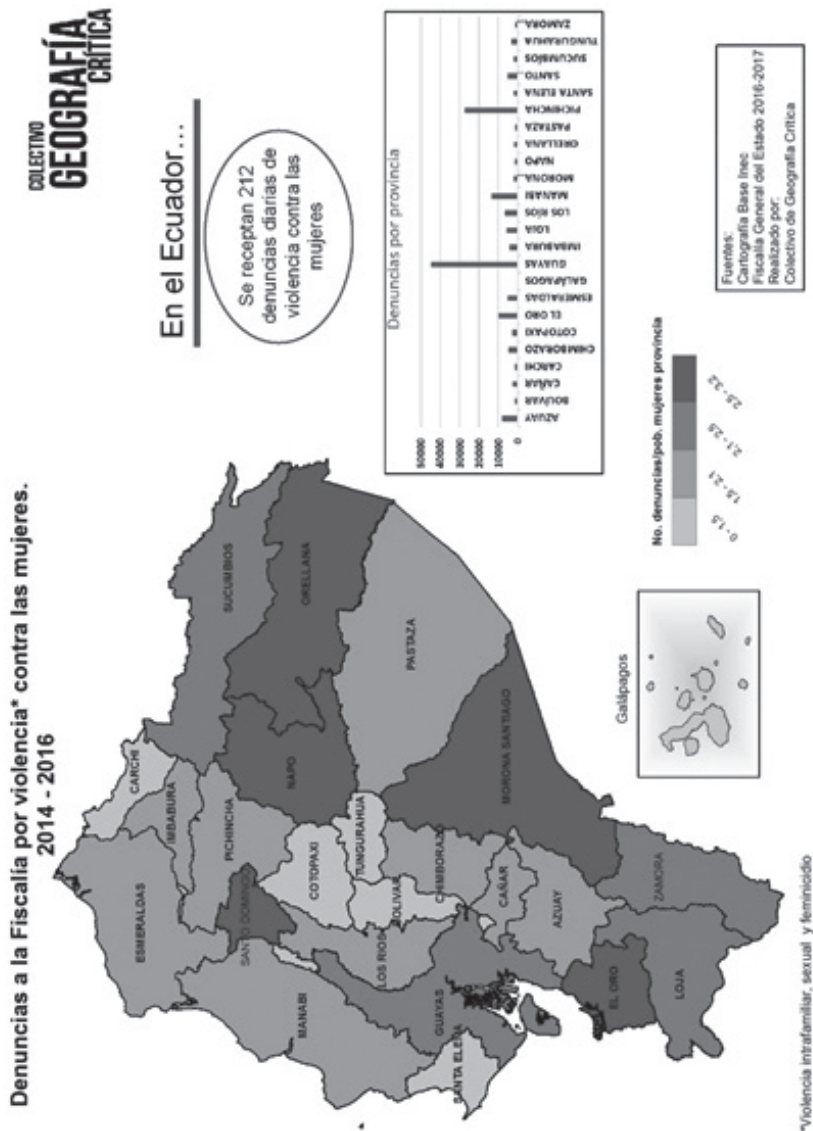 Denuncias a la Fiscalía por violencia* contra las mujeres.
2014 - 2016
COLECTIVO
GEOGRAFÍA
CRÍTICA
En el Ecuador...
Se receptan 212
denuncias diarias de
violencia contra las
mujeres
ESMERALDAS
CARCHI
IMBABURA
SUCUMBIOS
PICHINCHA
SANTO DOMINGO
MANABI
NAPO
ORELLANA
COTOPAXI
TUNGURAHUA
LOS RIOS
BOLIVAR
PASTAZA
GUAYAS
SANTA ELENA
CHIMBORAZO
MORONA SANTIAGO
CAÑAR
AZUAY
EL ORO
LOJA
ZAMORA
Denuncias por provincia
50000
40000
30000
20000
10000
0
AZUAY
BOLÍVAR
CAÑAR
CARCHI
CHIMBORAZO
COTOPAXI
EL ORO
ESMERALDAS
GALÁPAGOS
GUAYAS
IMBABURA
LOJA
LOS RÍOS
MANABÍ
MORONA
NAPO
ORELLANA
PASTAZA
PICHINCHA
SANTA ELENA
SANTO
SUCUMBÍOS
TUNGURAHUA
ZAMORA
Galápagos
No. denuncias/pob. mujeres provincia
0 - 1,5
1,5 - 2,1
2,1 - 2,5
2,5 - 3,2
Fuentes:
Cartografía Base Inec
Fiscalía General del Estado 2016-2017
Realizado por:
Colectivo de Geografía Crítica
*Violencia intrafamiliar, sexual y feminicidio